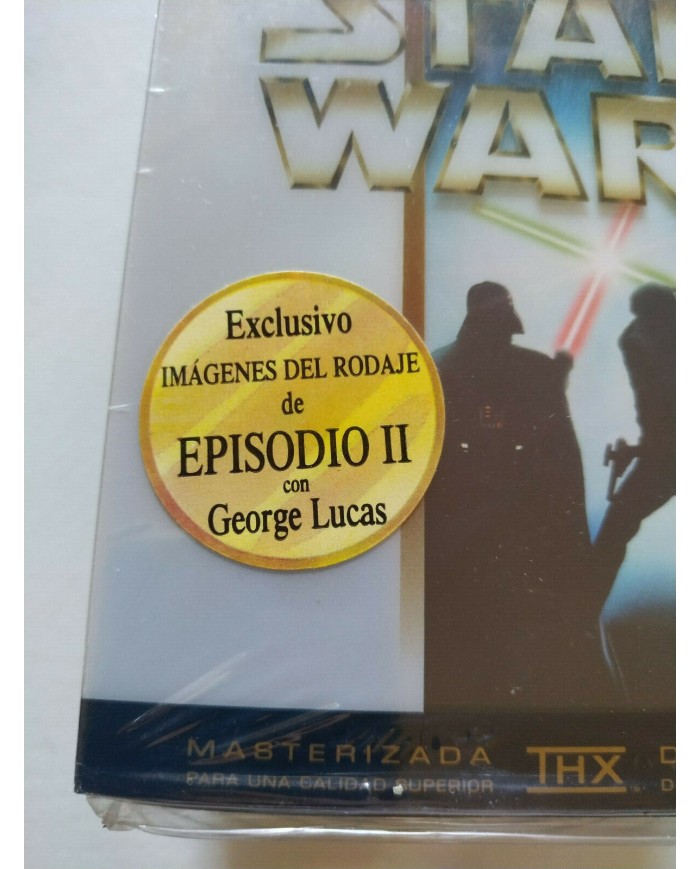 STAR
WAR
Exclusivo
IMÁGENES DEL RODAJE
de
EPISODIO II
con
George Lucas
MASTERIZADA
PARA UNA CALIDAD SUPERIOR
THX
D
D